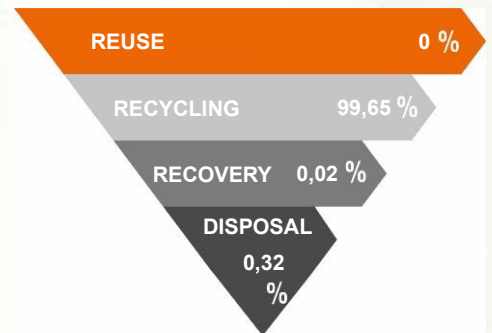 REUSE 0 %
RECYCLING 99,65 %
RECOVERY 0,02 %
DISPOSAL
0,32
%